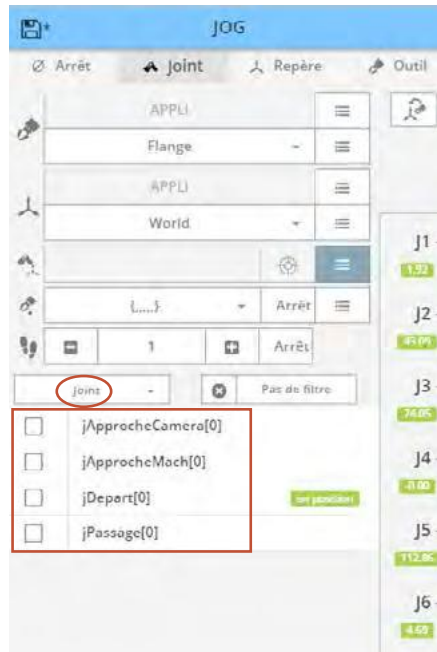 * JOG
Arrêt Joint Repère Outil
APPLI
Flange
APPLI
World
{.....} Arrêt
1 Arrêt
Joint Pas de filtre
jApprocheCamera[0]
jApprocheMach[0]
jDepart[0] en position
jPassage[0]
J1
1.92
J2
43.09
J3
74.05
J4
-0.00
J5
112.86
J6
4.69